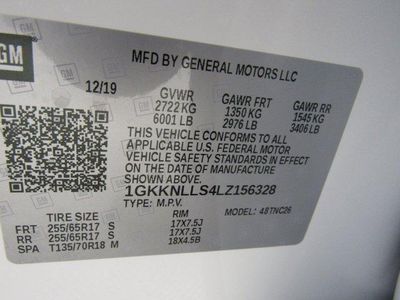 GM
MFD BY GENERAL MOTORS LLC
12/19
GVWR GAWR FRT GAWR RR
2722 KG 1350 KG 1545 KG
6001 LB 2976 LB 3406 LB
THIS VEHICLE CONFORMS TO ALL
APPLICABLE U.S. FEDERAL MOTOR
VEHICLE SAFETY STANDARDS IN EFFECT
ON THE DATE OF MANUFACTURE
SHOWN ABOVE.
1GKKNLLS4LZ156328
TYPE: M.P.V. MODEL: 48TNC26
TIRE SIZE RIM
FRT 255/65R17 S 17X7.5J
RR 255/65R17 S 17X7.5J
SPA T135/70R18 M 18X4.5B